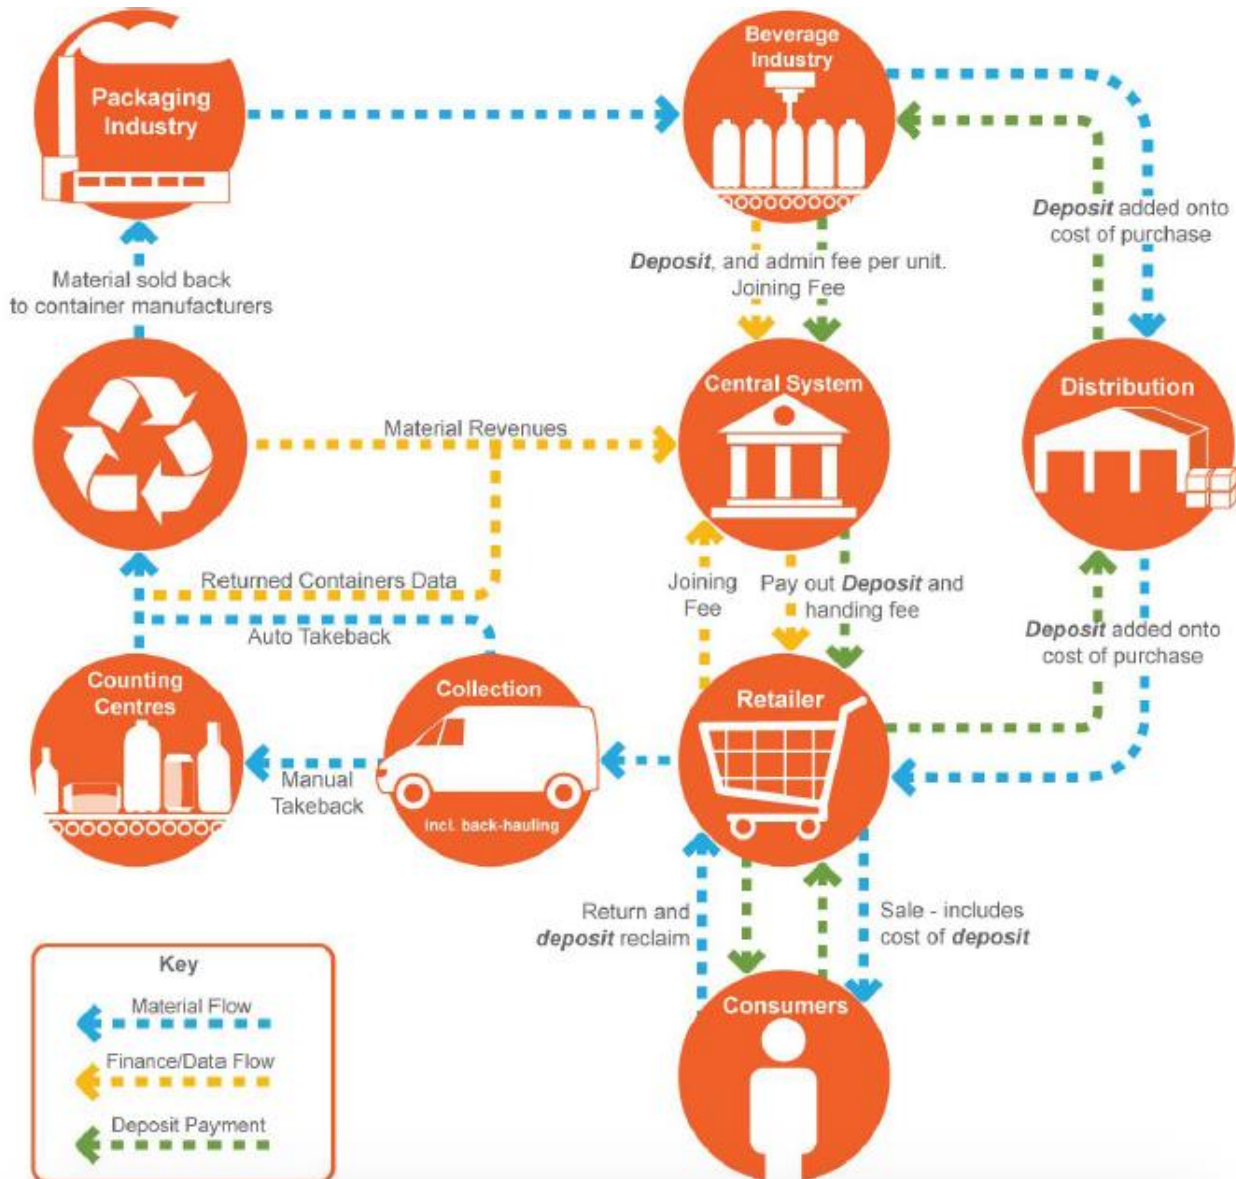 Packaging
Industry
Beverage
Industry
Deposit added onto
cost of purchase
Material sold back
to container manufacturers
Deposit, and admin fee per unit.
Joining Fee
Central System
Distribution
Material Revenues
Returned Containers Data
Auto Takeback
Joining
Fee
Pay out Deposit and
handing fee
Deposit added onto
cost of purchase
Counting
Centres
Collection
Retailer
Manual
Takeback
incl. back-hauling
Return and
deposit reclaim
Sale - includes
cost of deposit
Key
Material Flow
Finance/Data Flow
Deposit Payment
Consumers